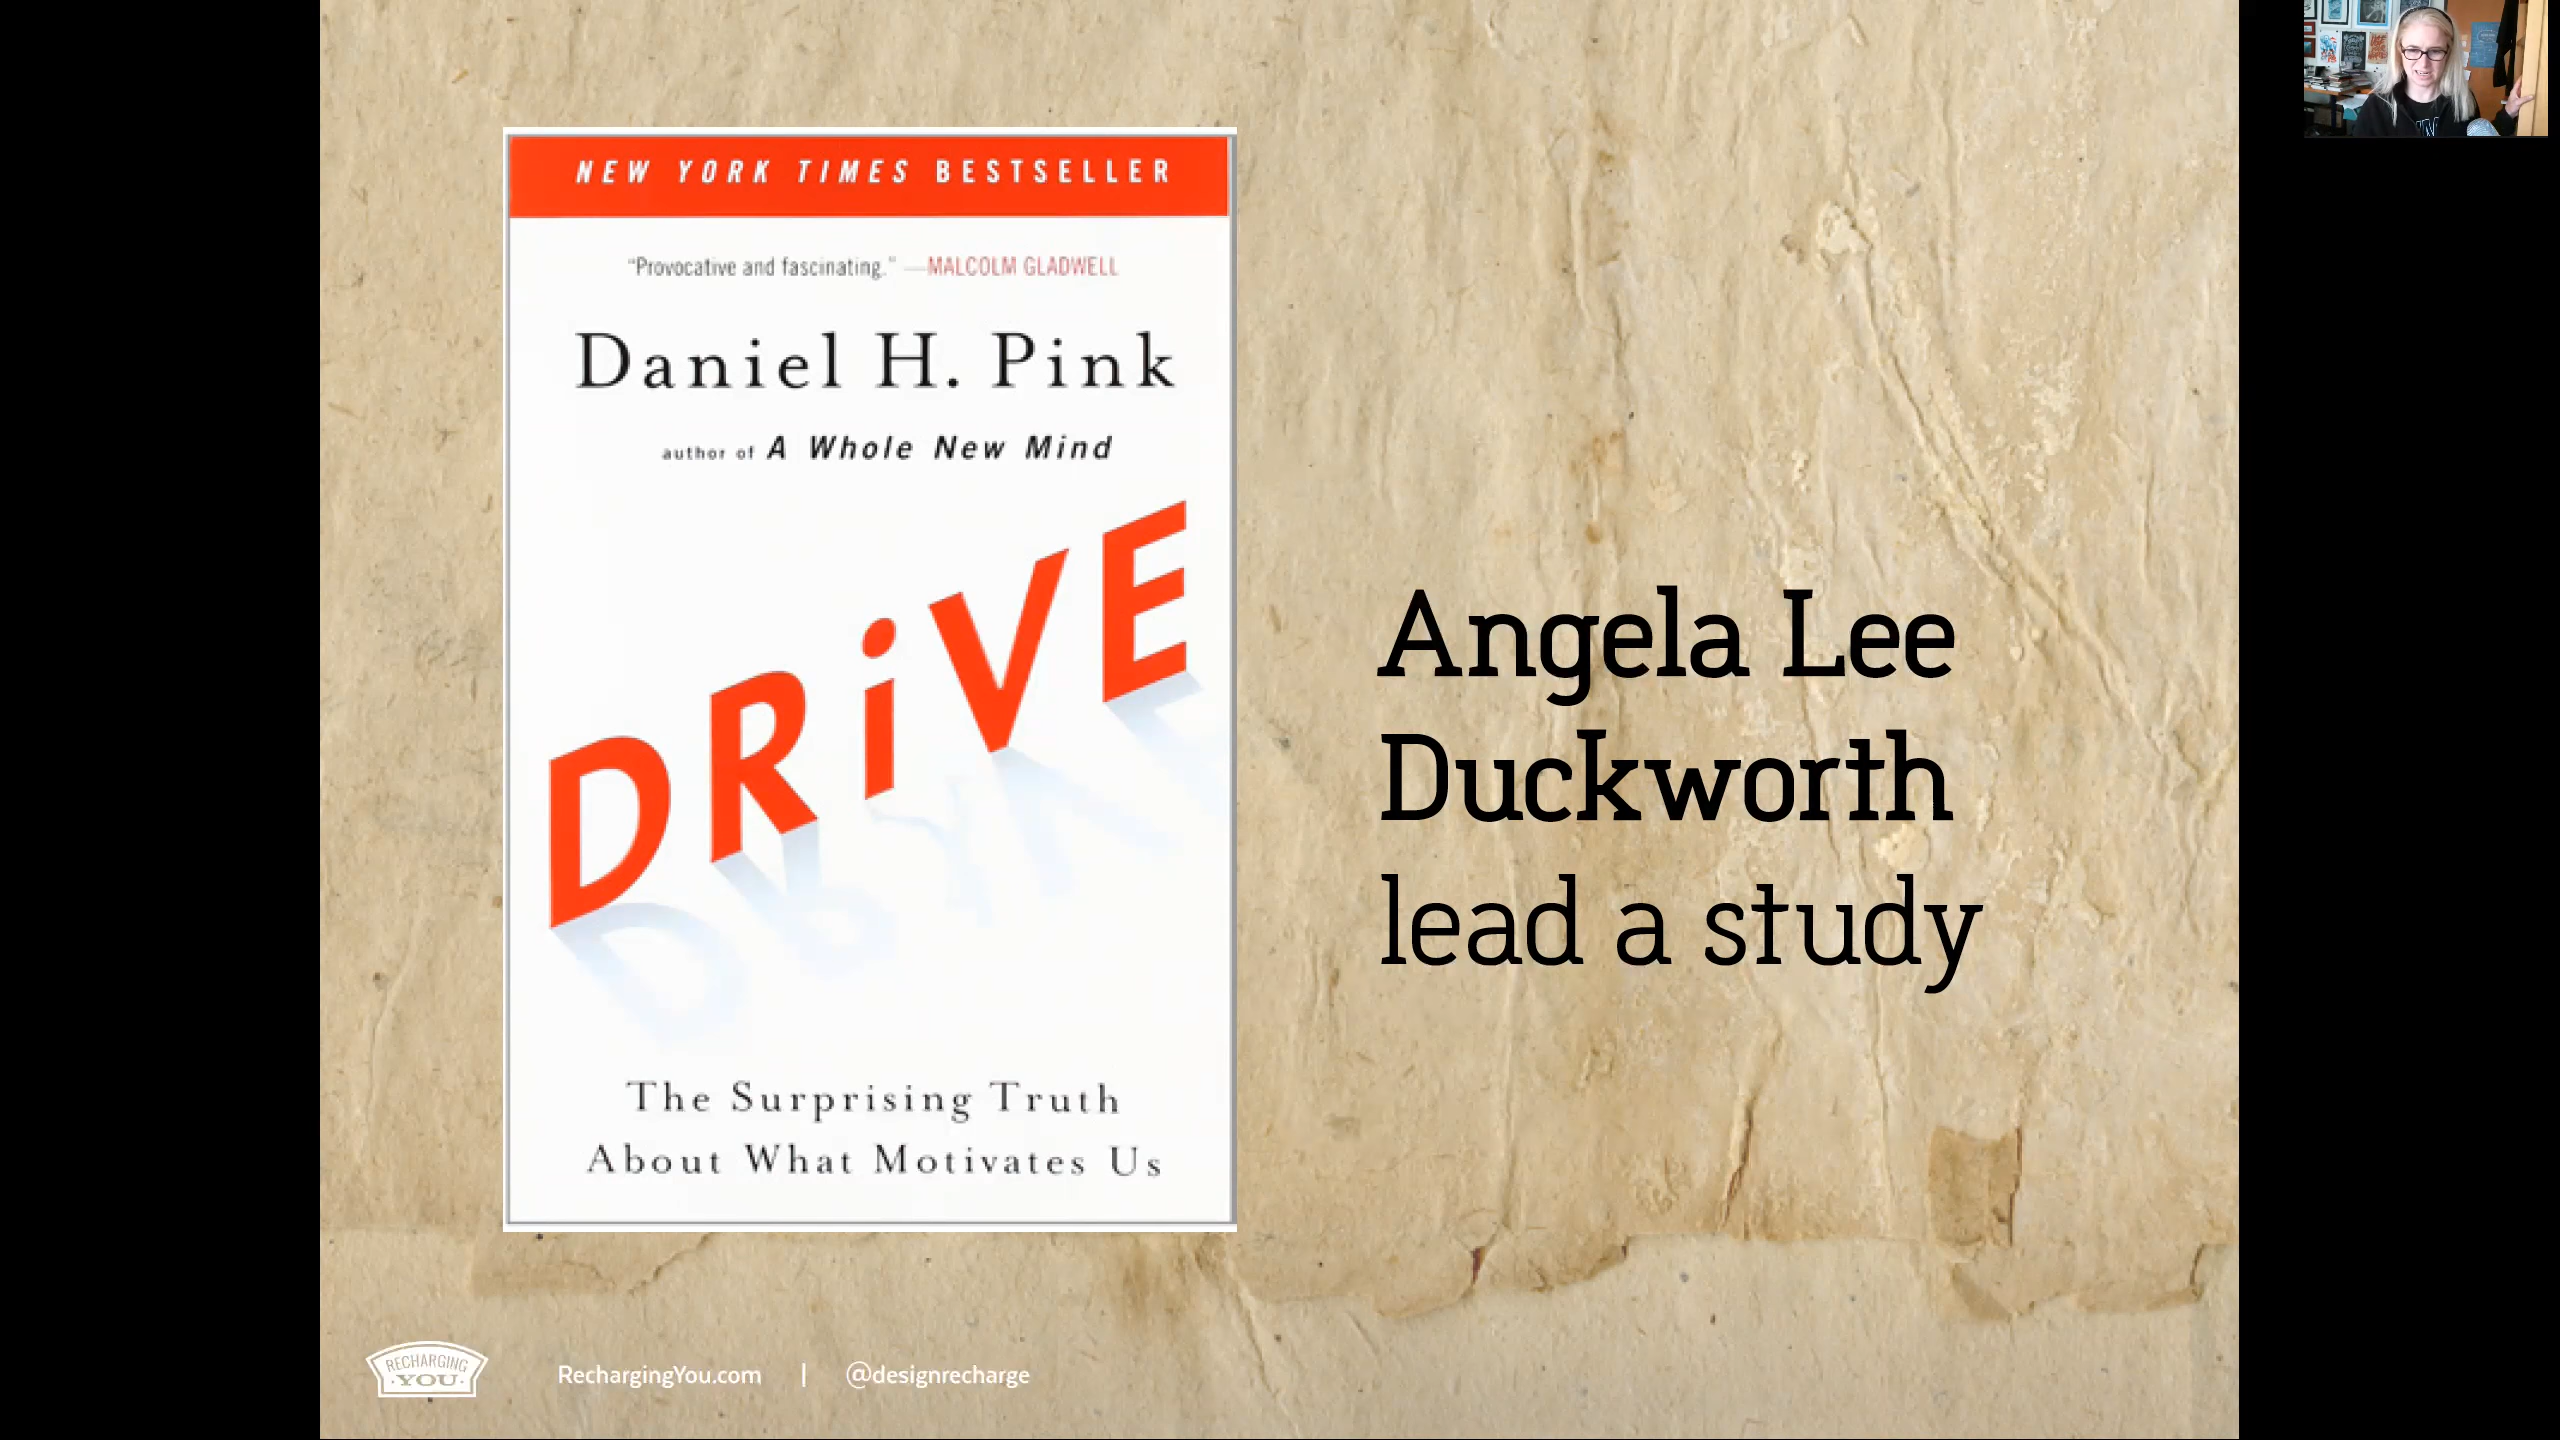 NEW YORK TIMES BESTSELLER
"Provocative and fascinating." —MALCOLM GLADWELL
Daniel H. Pink
author of A Whole New Mind
DRiVE
The Surprising Truth
About What Motivates Us
Angela Lee
Duckworth
lead a study
RECHARGING
·YOU·
RechargingYou.com | @designrecharge